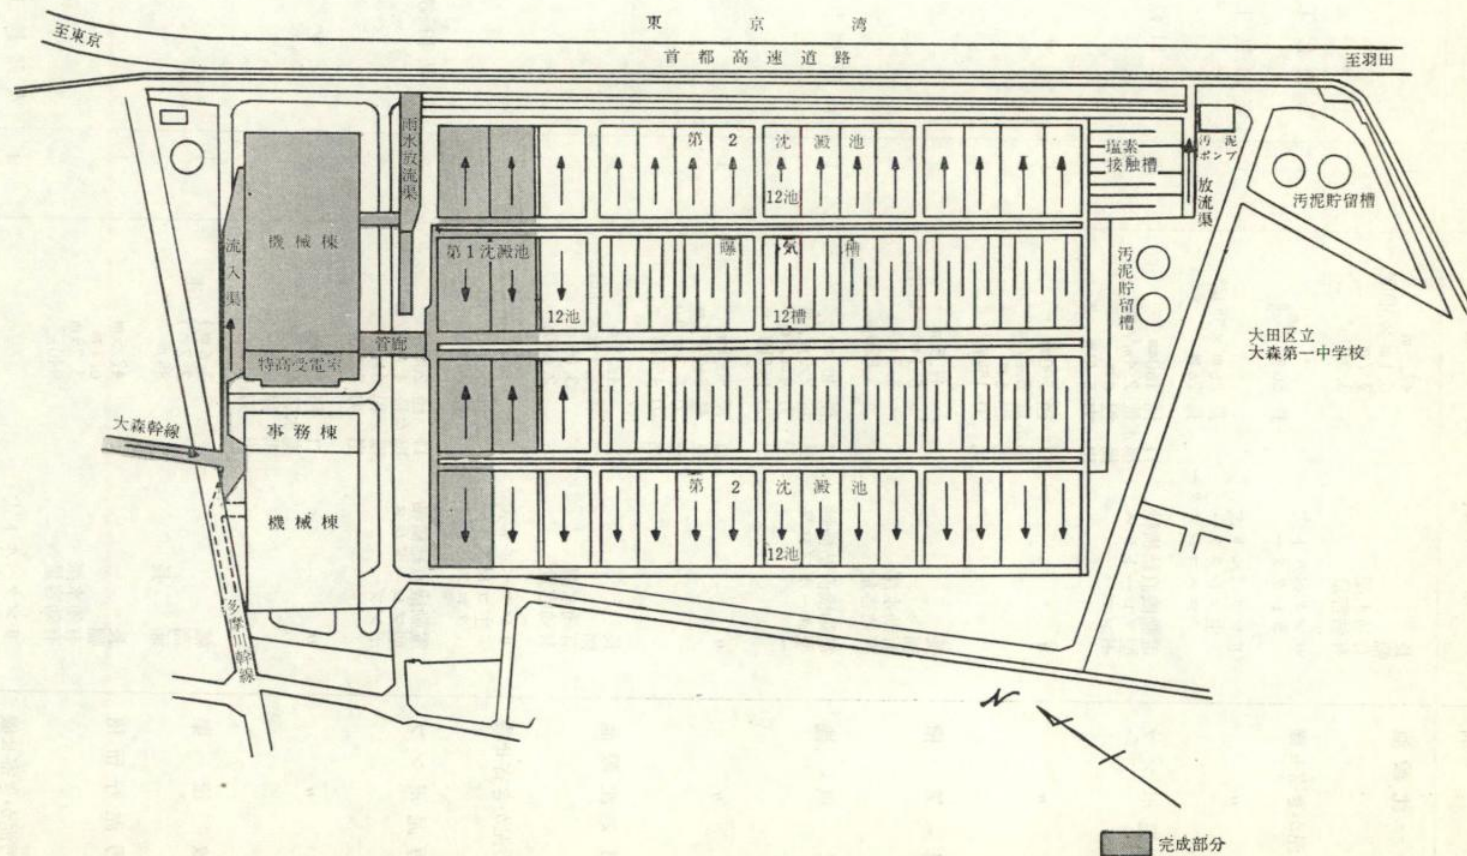 東京湾
至東京
首都高速道路
至羽田
雨水放流渠
第2沈澱池
12池
塩素
接触槽
汚泥
ポンプ
放流渠
汚泥貯留槽
流入渠
機械棟
第1沈澱池
12池
曝気槽
12槽
汚泥貯留槽
管廊
特高受電室
大田区立
大森第一中学校
大森幹線
事務棟
機械棟
第2沈澱池
12池
多摩川幹線
N
完成部分